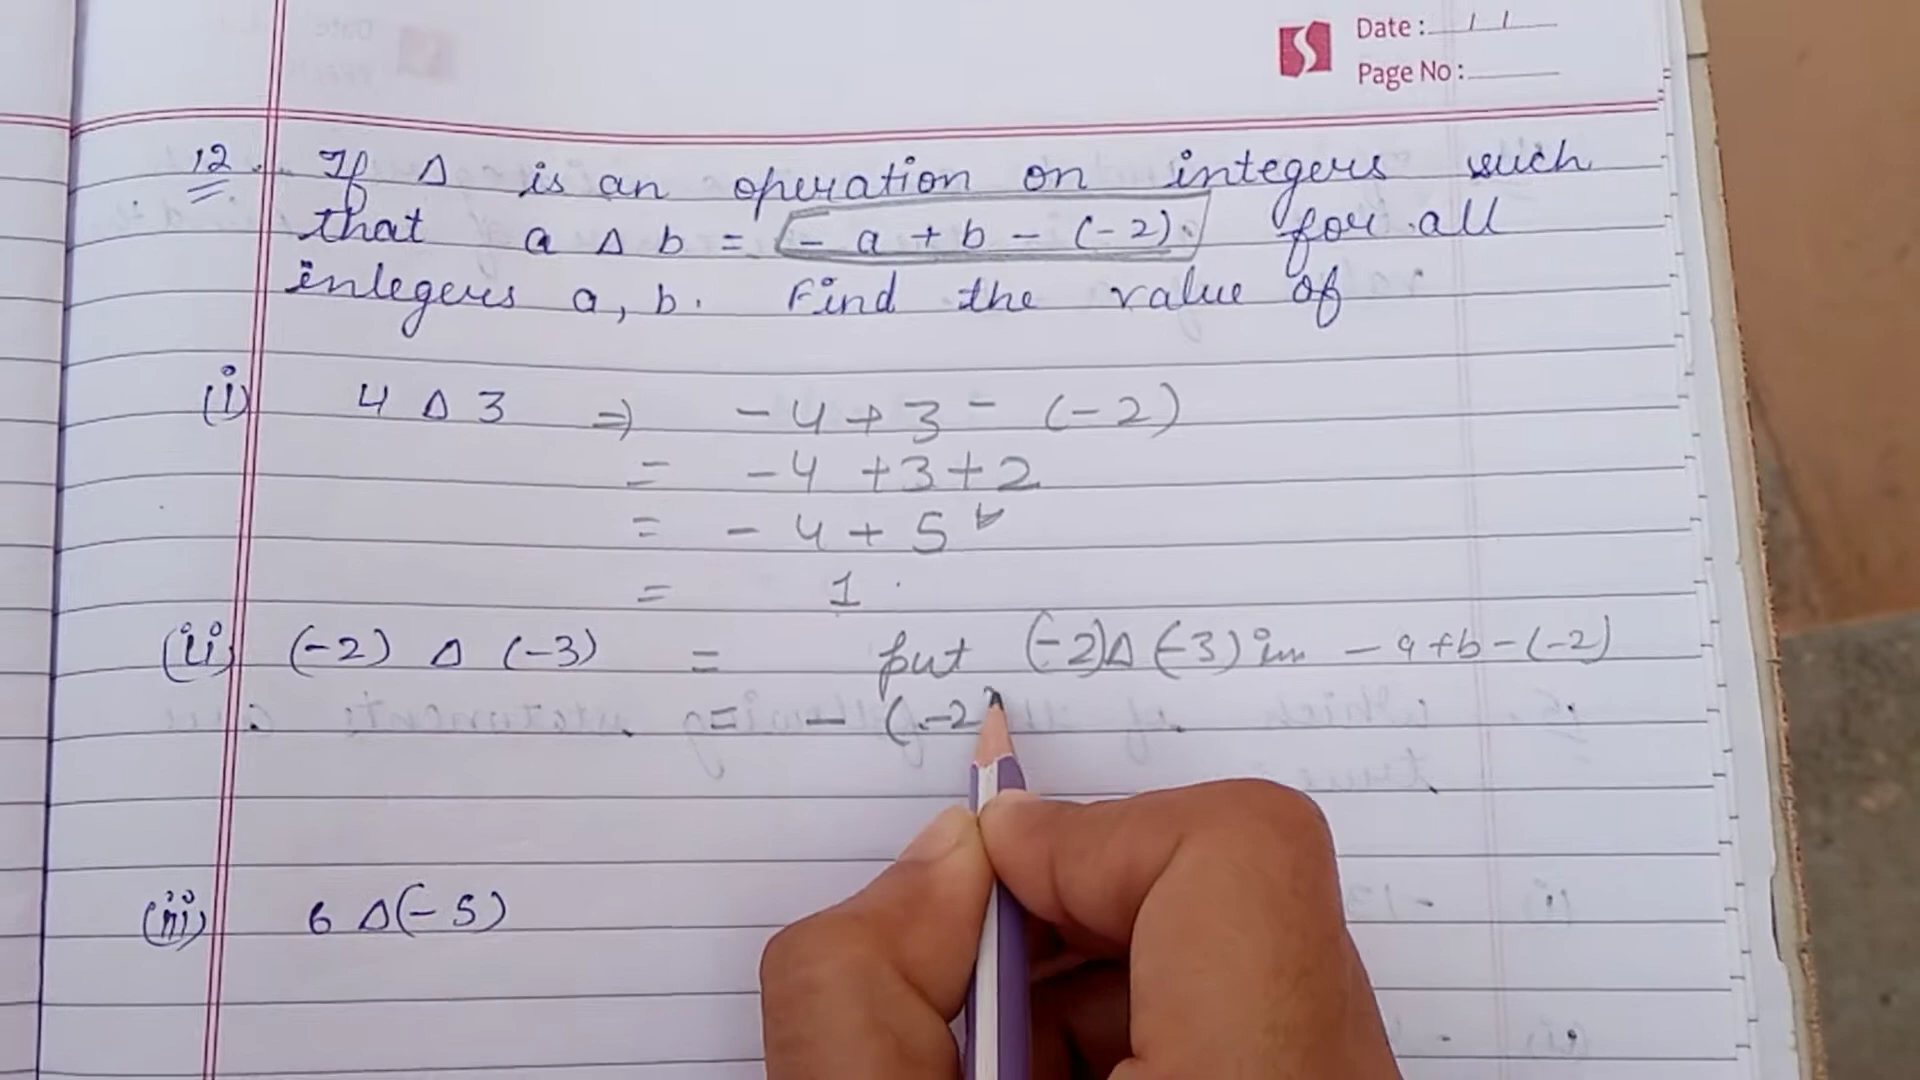 Date : / /
Page No :
12. If Δ is an operation on integers such
that a Δ b = - a + b - (-2). for all
integers a, b. Find the value of
(i) 4 Δ 3 => - 4 + 3 - (-2)
= - 4 + 3 + 2
= - 4 + 5
= 1.
(ii) (-2) Δ (-3) = put (-2) Δ (-3) in - a + b - (-2)
= - (-2)
(iii) 6 Δ (-5)